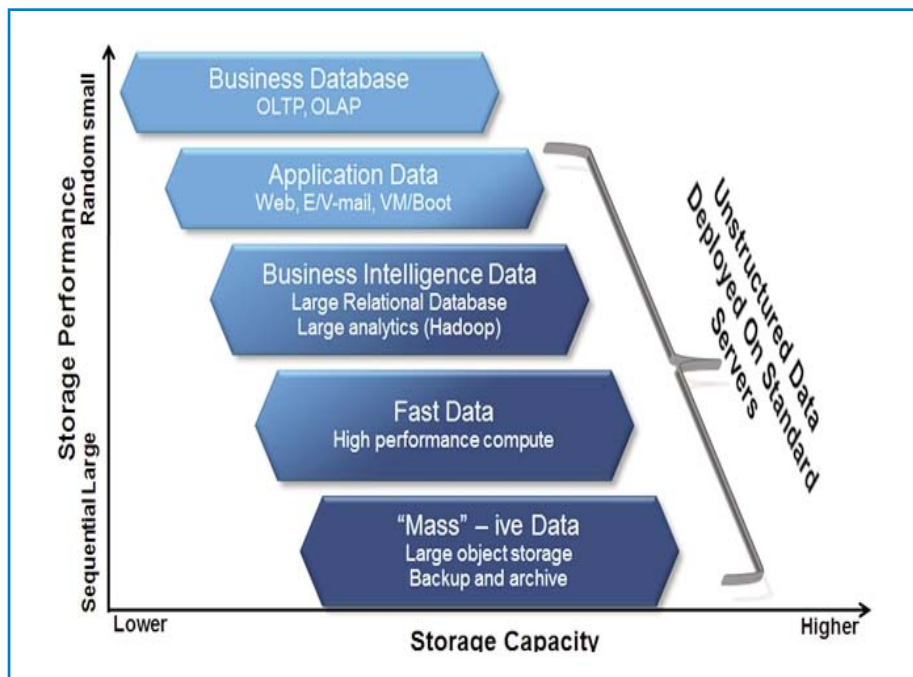 Storage Performance
Random small
Sequential Large
Business Database
OLTP, OLAP
Application Data
Web, E/V-mail, VM/Boot
Business Intelligence Data
Large Relational Database
Large analytics (Hadoop)
Fast Data
High performance compute
“Mass” – ive Data
Large object storage
Backup and archive
Unstructured Data
Deployed On Standard
Servers
Lower
Storage Capacity
Higher